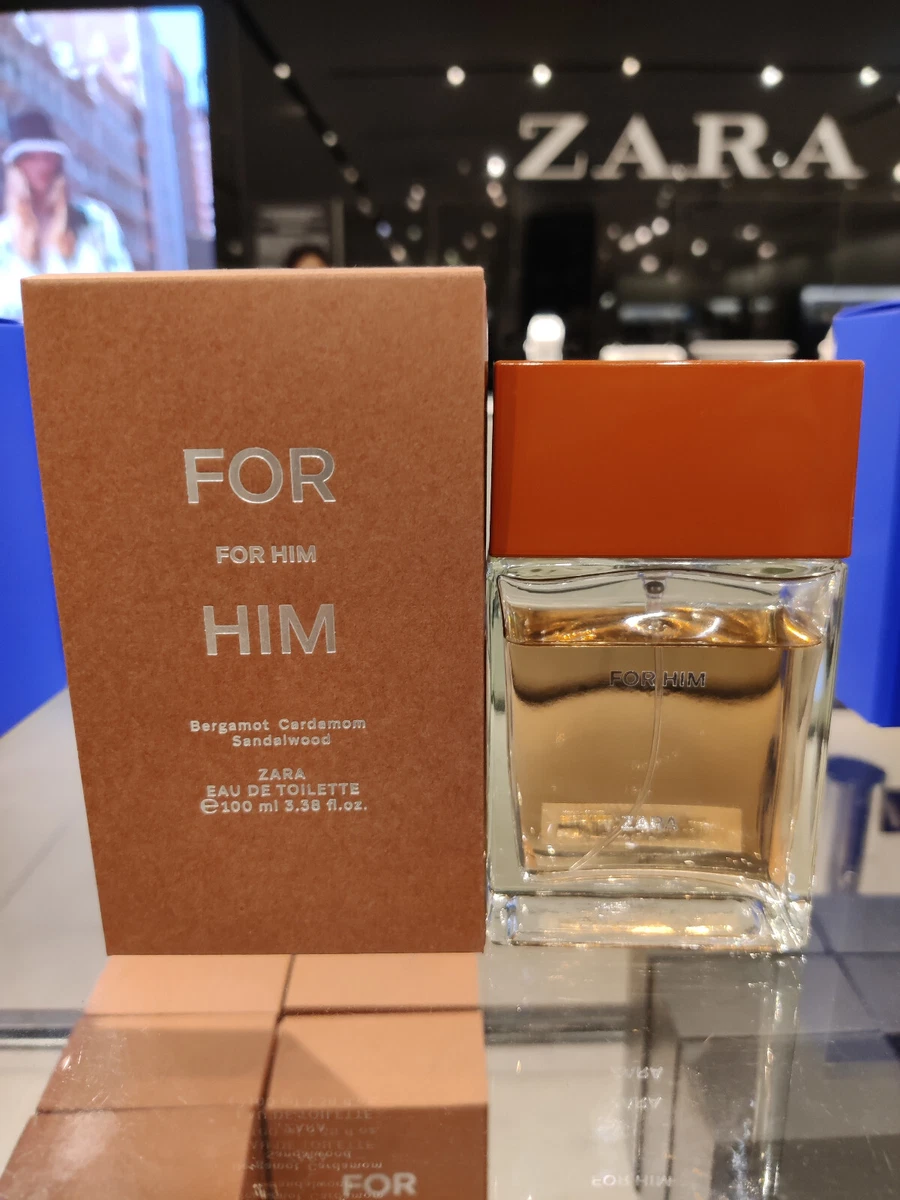 ZARA
FOR
FOR HIM
HIM
Bergamot Cardamom
Sandalwood
ZARA
EAU DE TOILETTE
℮100 ml 3.38 fl.oz.
FOR HIM
ZARA
FOR